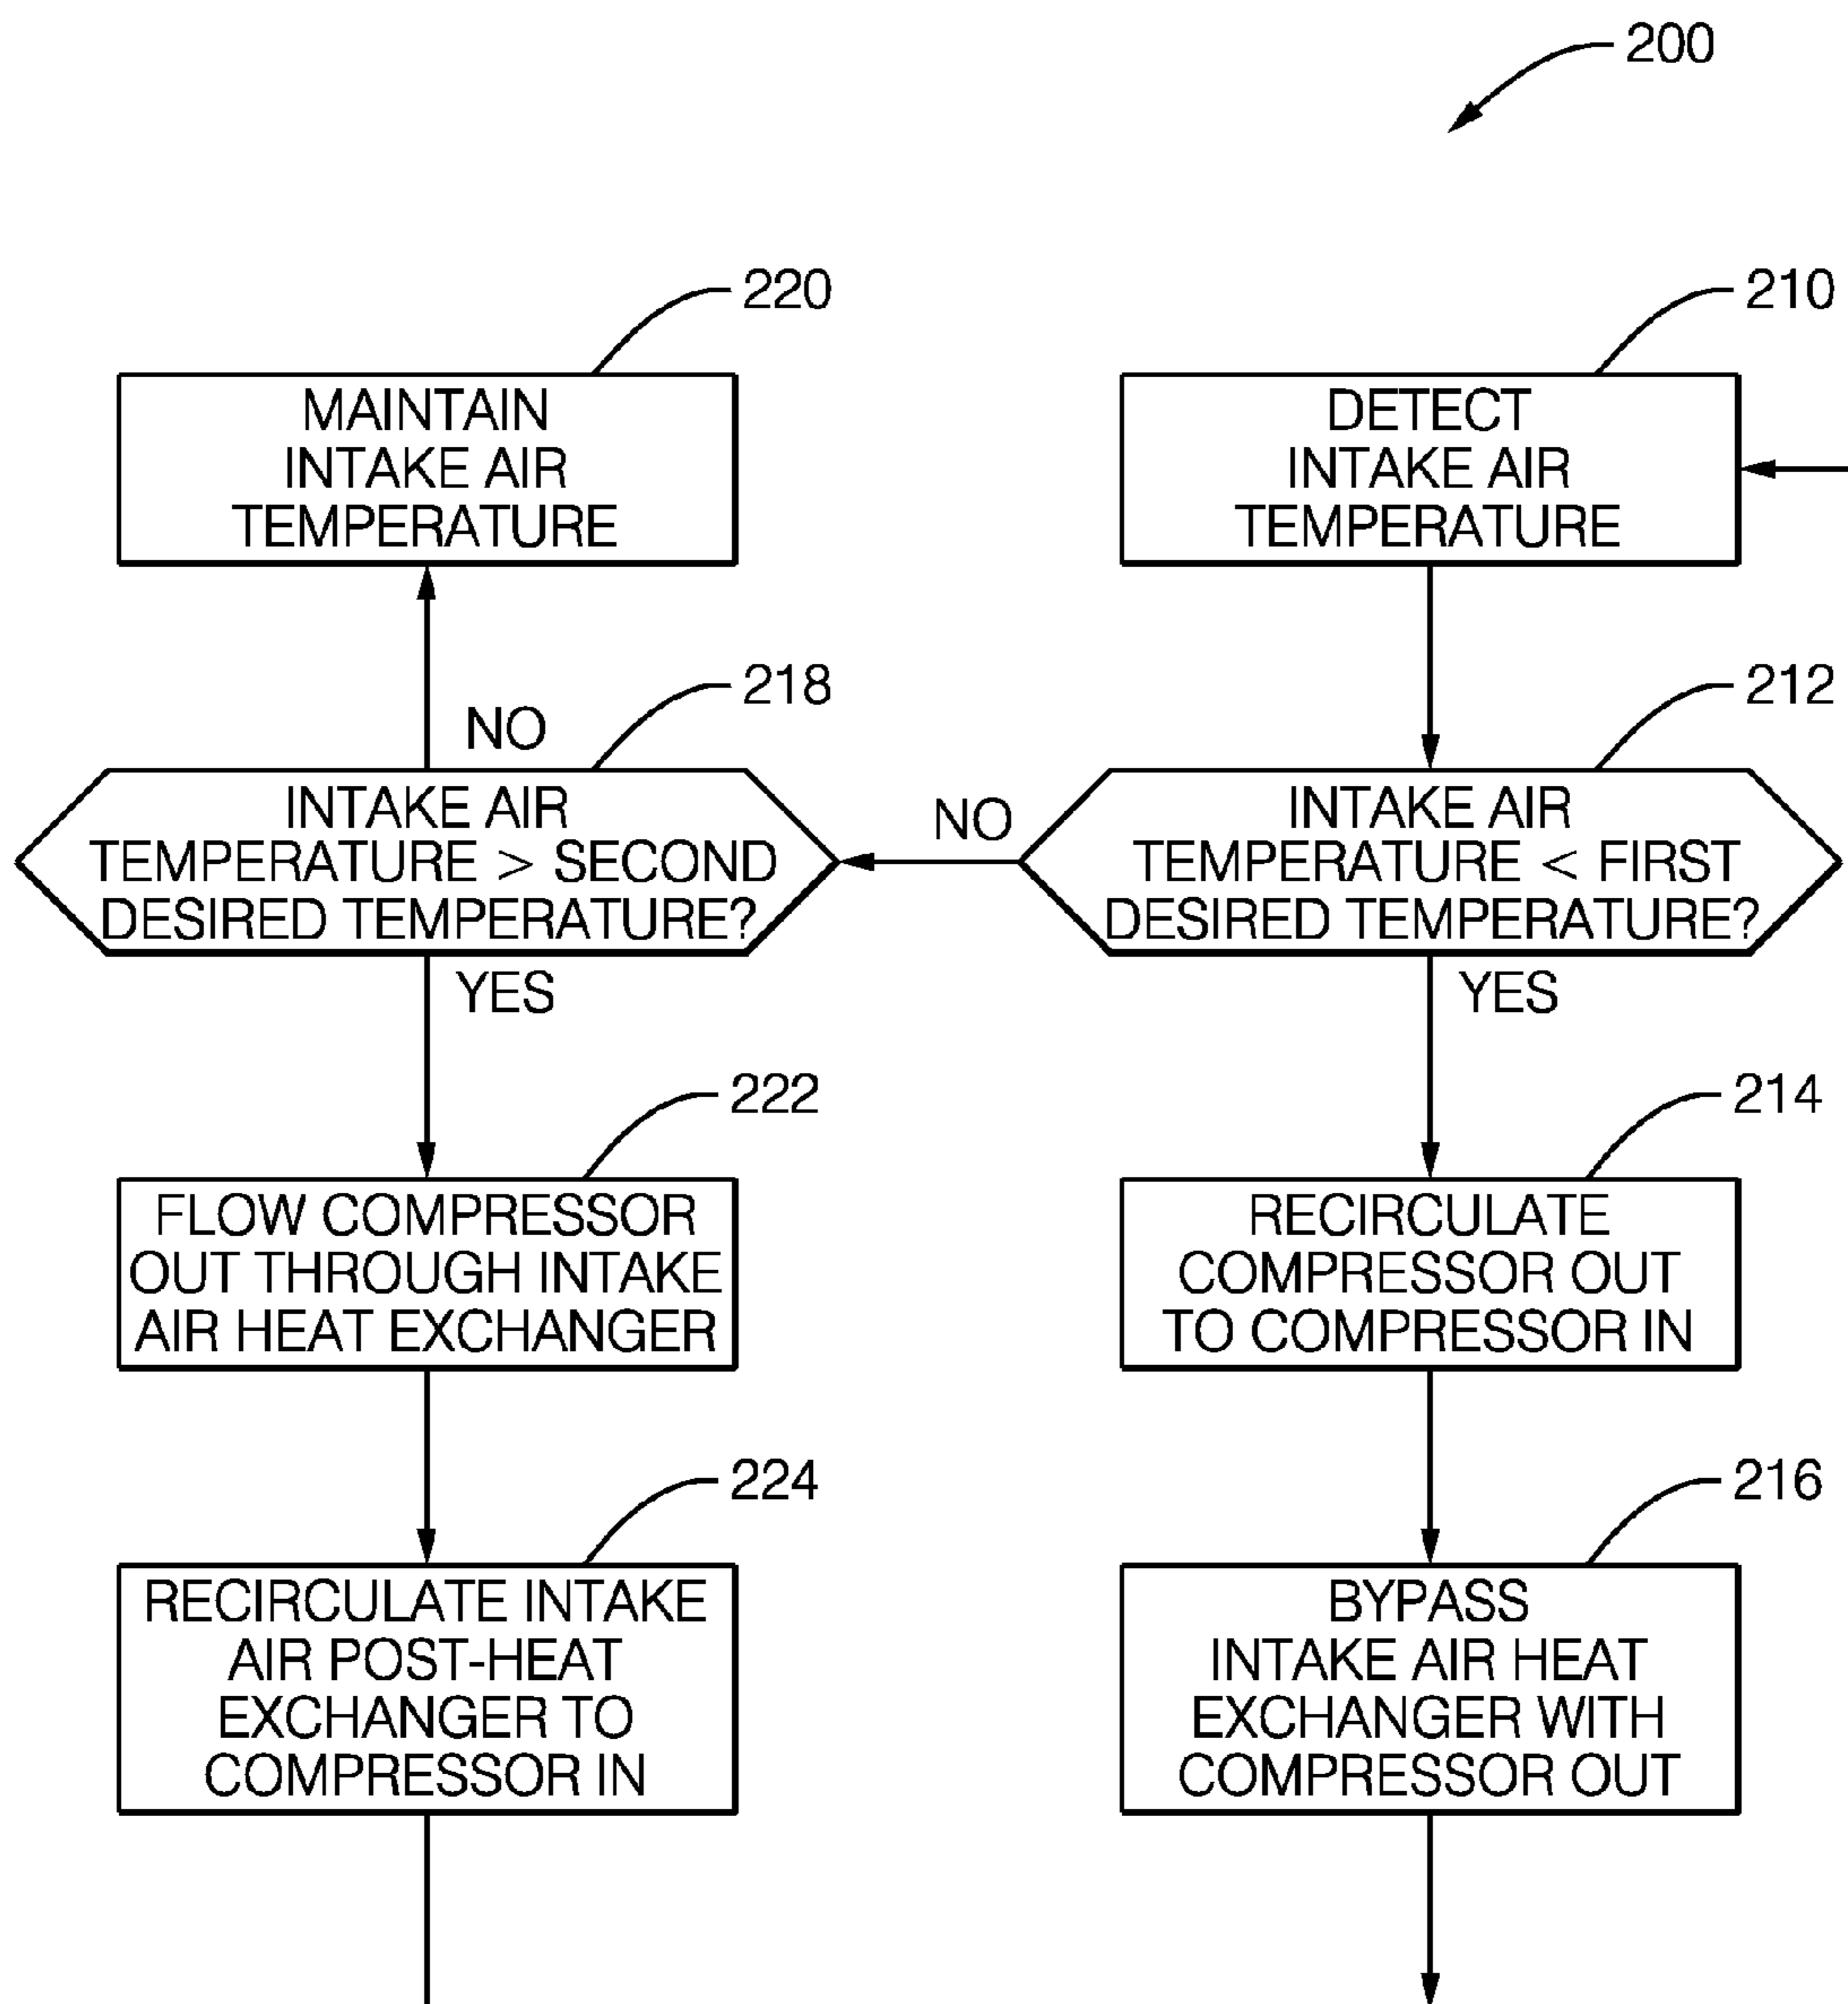 200
220
MAINTAIN
INTAKE AIR
TEMPERATURE
210
DETECT
INTAKE AIR
TEMPERATURE
218
NO
INTAKE AIR
TEMPERATURE > SECOND
DESIRED TEMPERATURE?
YES
NO
212
INTAKE AIR
TEMPERATURE < FIRST
DESIRED TEMPERATURE?
YES
222
FLOW COMPRESSOR
OUT THROUGH INTAKE
AIR HEAT EXCHANGER
214
RECIRCULATE
COMPRESSOR OUT
TO COMPRESSOR IN
224
RECIRCULATE INTAKE
AIR POST-HEAT
EXCHANGER TO
COMPRESSOR IN
216
BYPASS
INTAKE AIR HEAT
EXCHANGER WITH
COMPRESSOR OUT